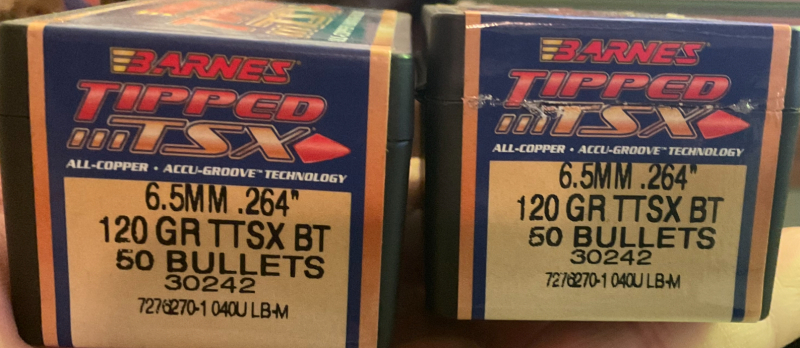 BARNES
TIPPED
TSX
ALL-COPPER • ACCU-GROOVE™ TECHNOLOGY
6.5MM .264"
120 GR TTSX BT
50 BULLETS
30242
7276270-1 040U LB-M
BARNES
TIPPED
TSX
ALL-COPPER • ACCU-GROOVE™ TECHNOLOGY
6.5MM .264"
120 GR TTSX BT
50 BULLETS
30242
7276270-1 040U LB-M